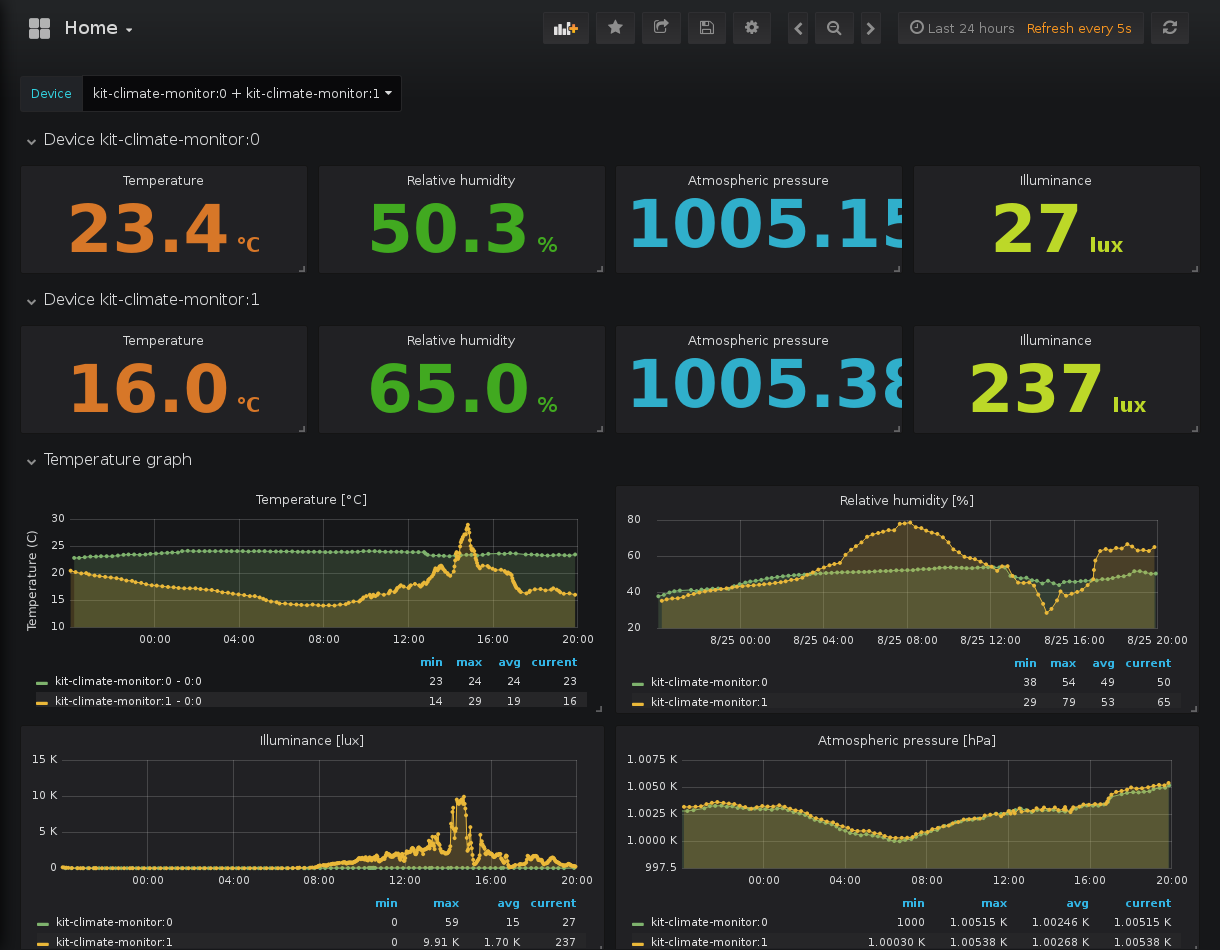 Home
Last 24 hours Refresh every 5s
Device kit-climate-monitor:0 + kit-climate-monitor:1
Device kit-climate-monitor:0
Temperature Relative humidity Atmospheric pressure Illuminance
23.4 °C 50.3 % 1005.15 27 lux
Device kit-climate-monitor:1
Temperature Relative humidity Atmospheric pressure Illuminance
16.0 °C 65.0 % 1005.38 237 lux
Temperature graph
Temperature [°C]
Temperature (C)
30
25
20
15
10
00:00 04:00 08:00 12:00 16:00 20:00
min max avg current
kit-climate-monitor:0 - 0:0 23 24 24 23
kit-climate-monitor:1 - 0:0 14 29 19 16
Relative humidity [%]
80
60
40
20
8/25 00:00 8/25 04:00 8/25 08:00 8/25 12:00 8/25 16:00 8/25 20:00
min max avg current
kit-climate-monitor:0 38 54 49 50
kit-climate-monitor:1 29 79 53 65
Illuminance [lux]
15 K
10 K
5 K
0
00:00 04:00 08:00 12:00 16:00 20:00
min max avg current
kit-climate-monitor:0 0 59 15 27
kit-climate-monitor:1 0 9.91 K 1.70 K 237
Atmospheric pressure [hPa]
1.0075 K
1.0050 K
1.0025 K
1.0000 K
997.5
00:00 04:00 08:00 12:00 16:00 20:00
min max avg current
kit-climate-monitor:0 1000 1.00515 K 1.00246 K 1.00515 K
kit-climate-monitor:1 1.00030 K 1.00538 K 1.00268 K 1.00538 K